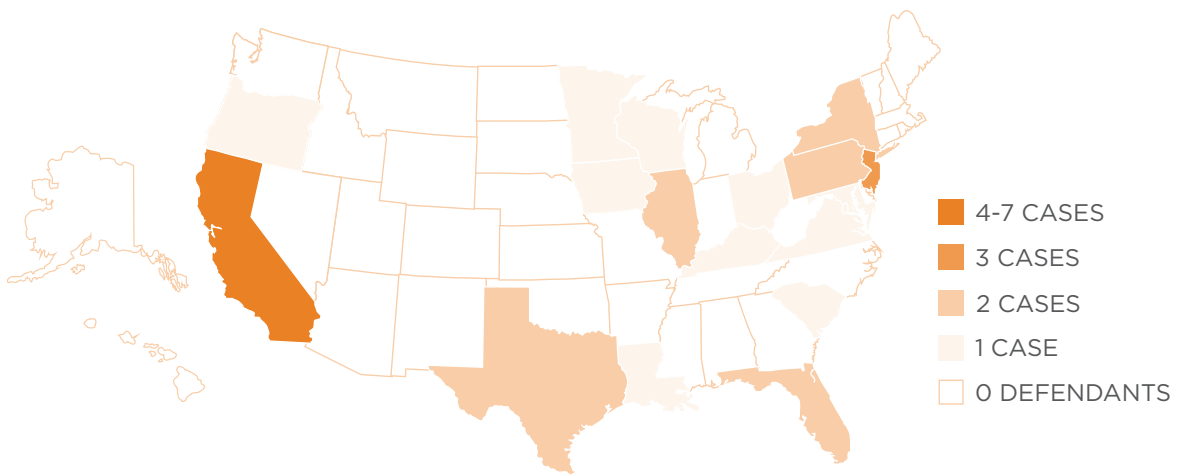 4-7 CASES
3 CASES
2 CASES
1 CASE
0 DEFENDANTS